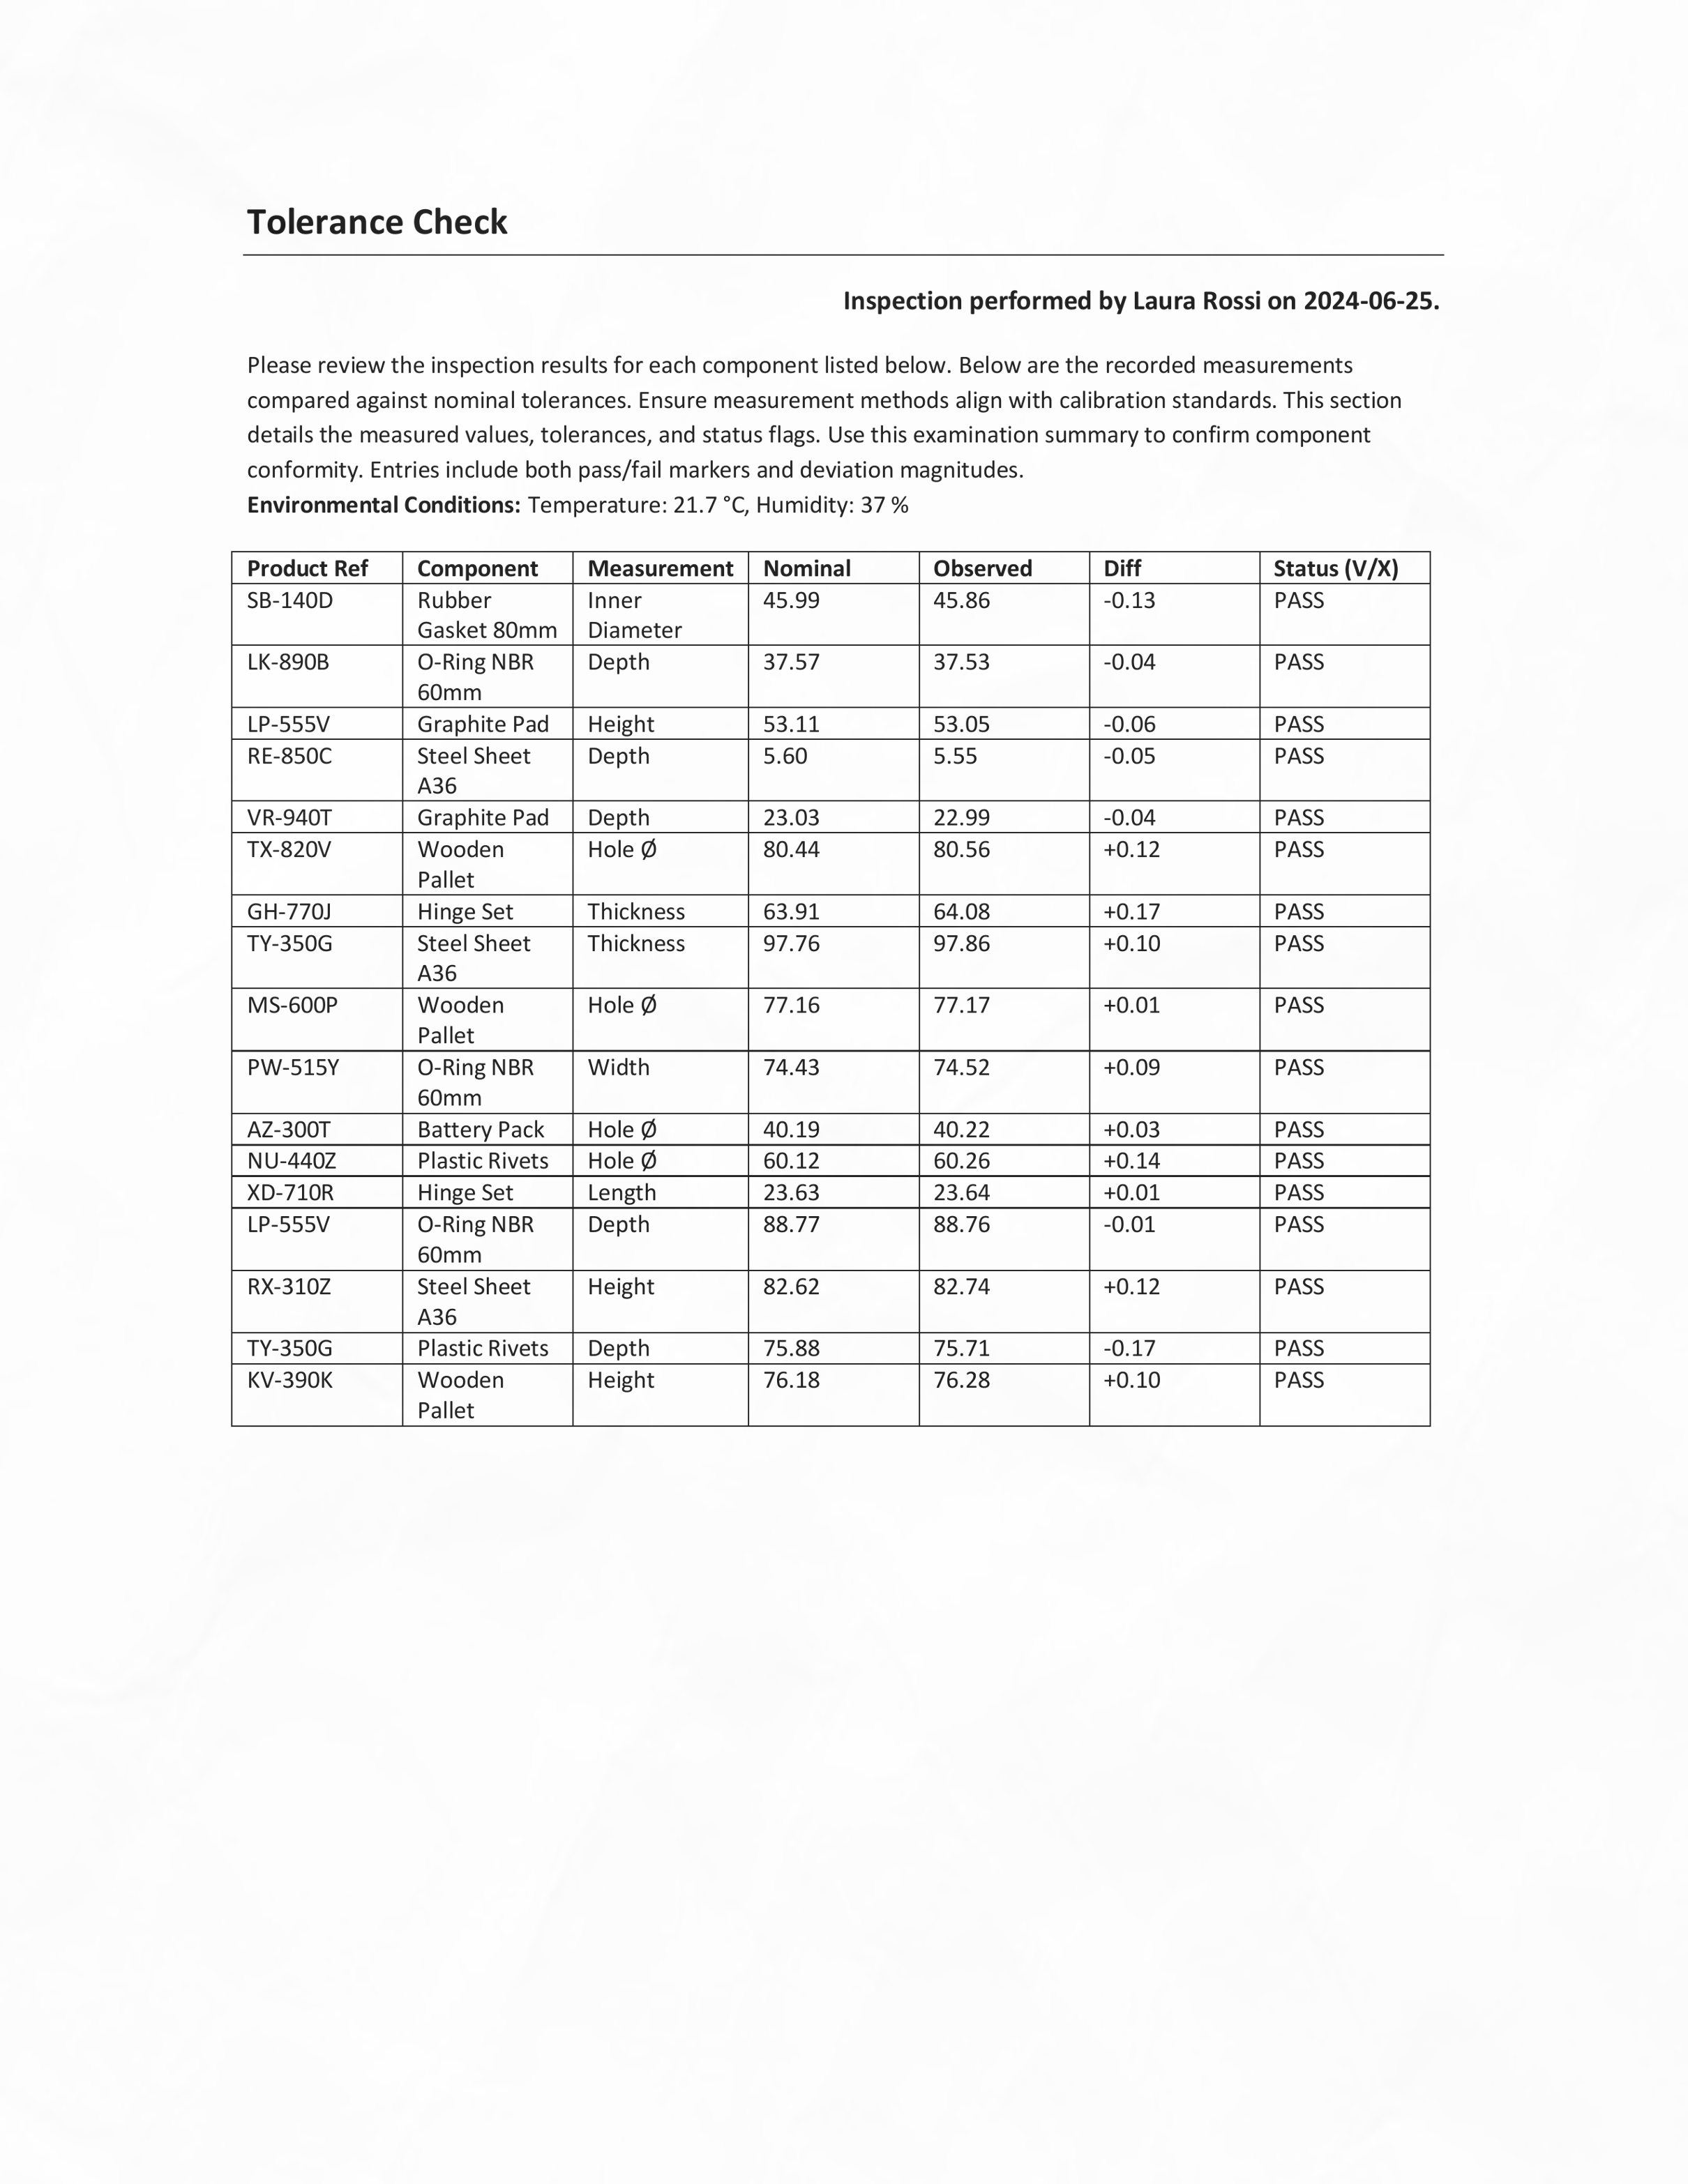 Tolerance Check
Inspection performed by Laura Rossi on 2024-06-25.
Please review the inspection results for each component listed below. Below are the recorded measurements
compared against nominal tolerances. Ensure measurement methods align with calibration standards. This section
details the measured values, tolerances, and status flags. Use this examination summary to confirm component
conformity. Entries include both pass/fail markers and deviation magnitudes.
Environmental Conditions: Temperature: 21.7 °C, Humidity: 37 %
Product Ref Component Measurement Nominal Observed Diff Status (V/X)
SB-140D Rubber Inner 45.99 45.86 -0.13 PASS
Gasket 80mm Diameter
LK-890B O-Ring NBR Depth 37.57 37.53 -0.04 PASS
60mm
LP-555V Graphite Pad Height 53.11 53.05 -0.06 PASS
RE-850C Steel Sheet Depth 5.60 5.55 -0.05 PASS
A36
VR-940T Graphite Pad Depth 23.03 22.99 -0.04 PASS
TX-820V Wooden Hole Ø 80.44 80.56 +0.12 PASS
Pallet
GH-770J Hinge Set Thickness 63.91 64.08 +0.17 PASS
TY-350G Steel Sheet Thickness 97.76 97.86 +0.10 PASS
A36
MS-600P Wooden Hole Ø 77.16 77.17 +0.01 PASS
Pallet
PW-515Y O-Ring NBR Width 74.43 74.52 +0.09 PASS
60mm
AZ-300T Battery Pack Hole Ø 40.19 40.22 +0.03 PASS
NU-440Z Plastic Rivets Hole Ø 60.12 60.26 +0.14 PASS
XD-710R Hinge Set Length 23.63 23.64 +0.01 PASS
LP-555V O-Ring NBR Depth 88.77 88.76 -0.01 PASS
60mm
RX-310Z Steel Sheet Height 82.62 82.74 +0.12 PASS
A36
TY-350G Plastic Rivets Depth 75.88 75.71 -0.17 PASS
KV-390K Wooden Height 76.18 76.28 +0.10 PASS
Pallet